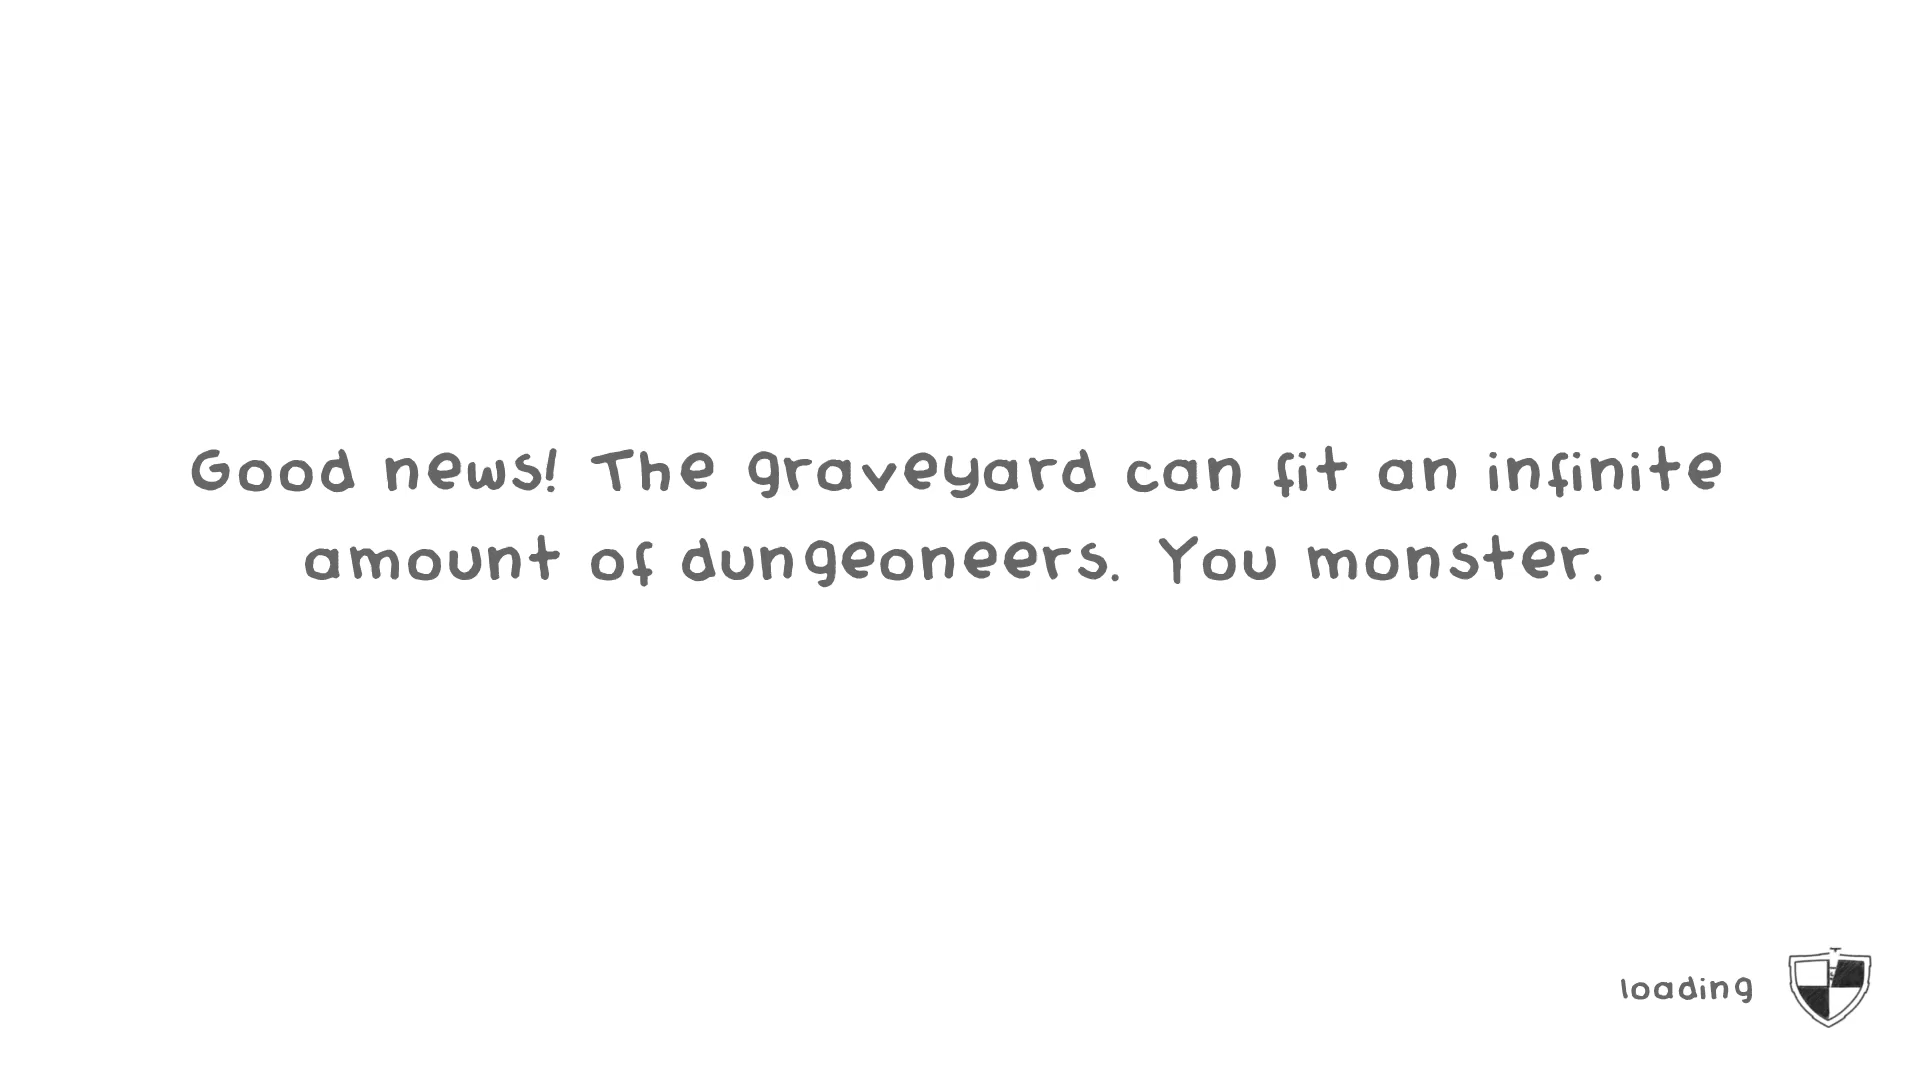 Good news! The graveyard can fit an infinite
amount of dungeoneers. You monster.
loading